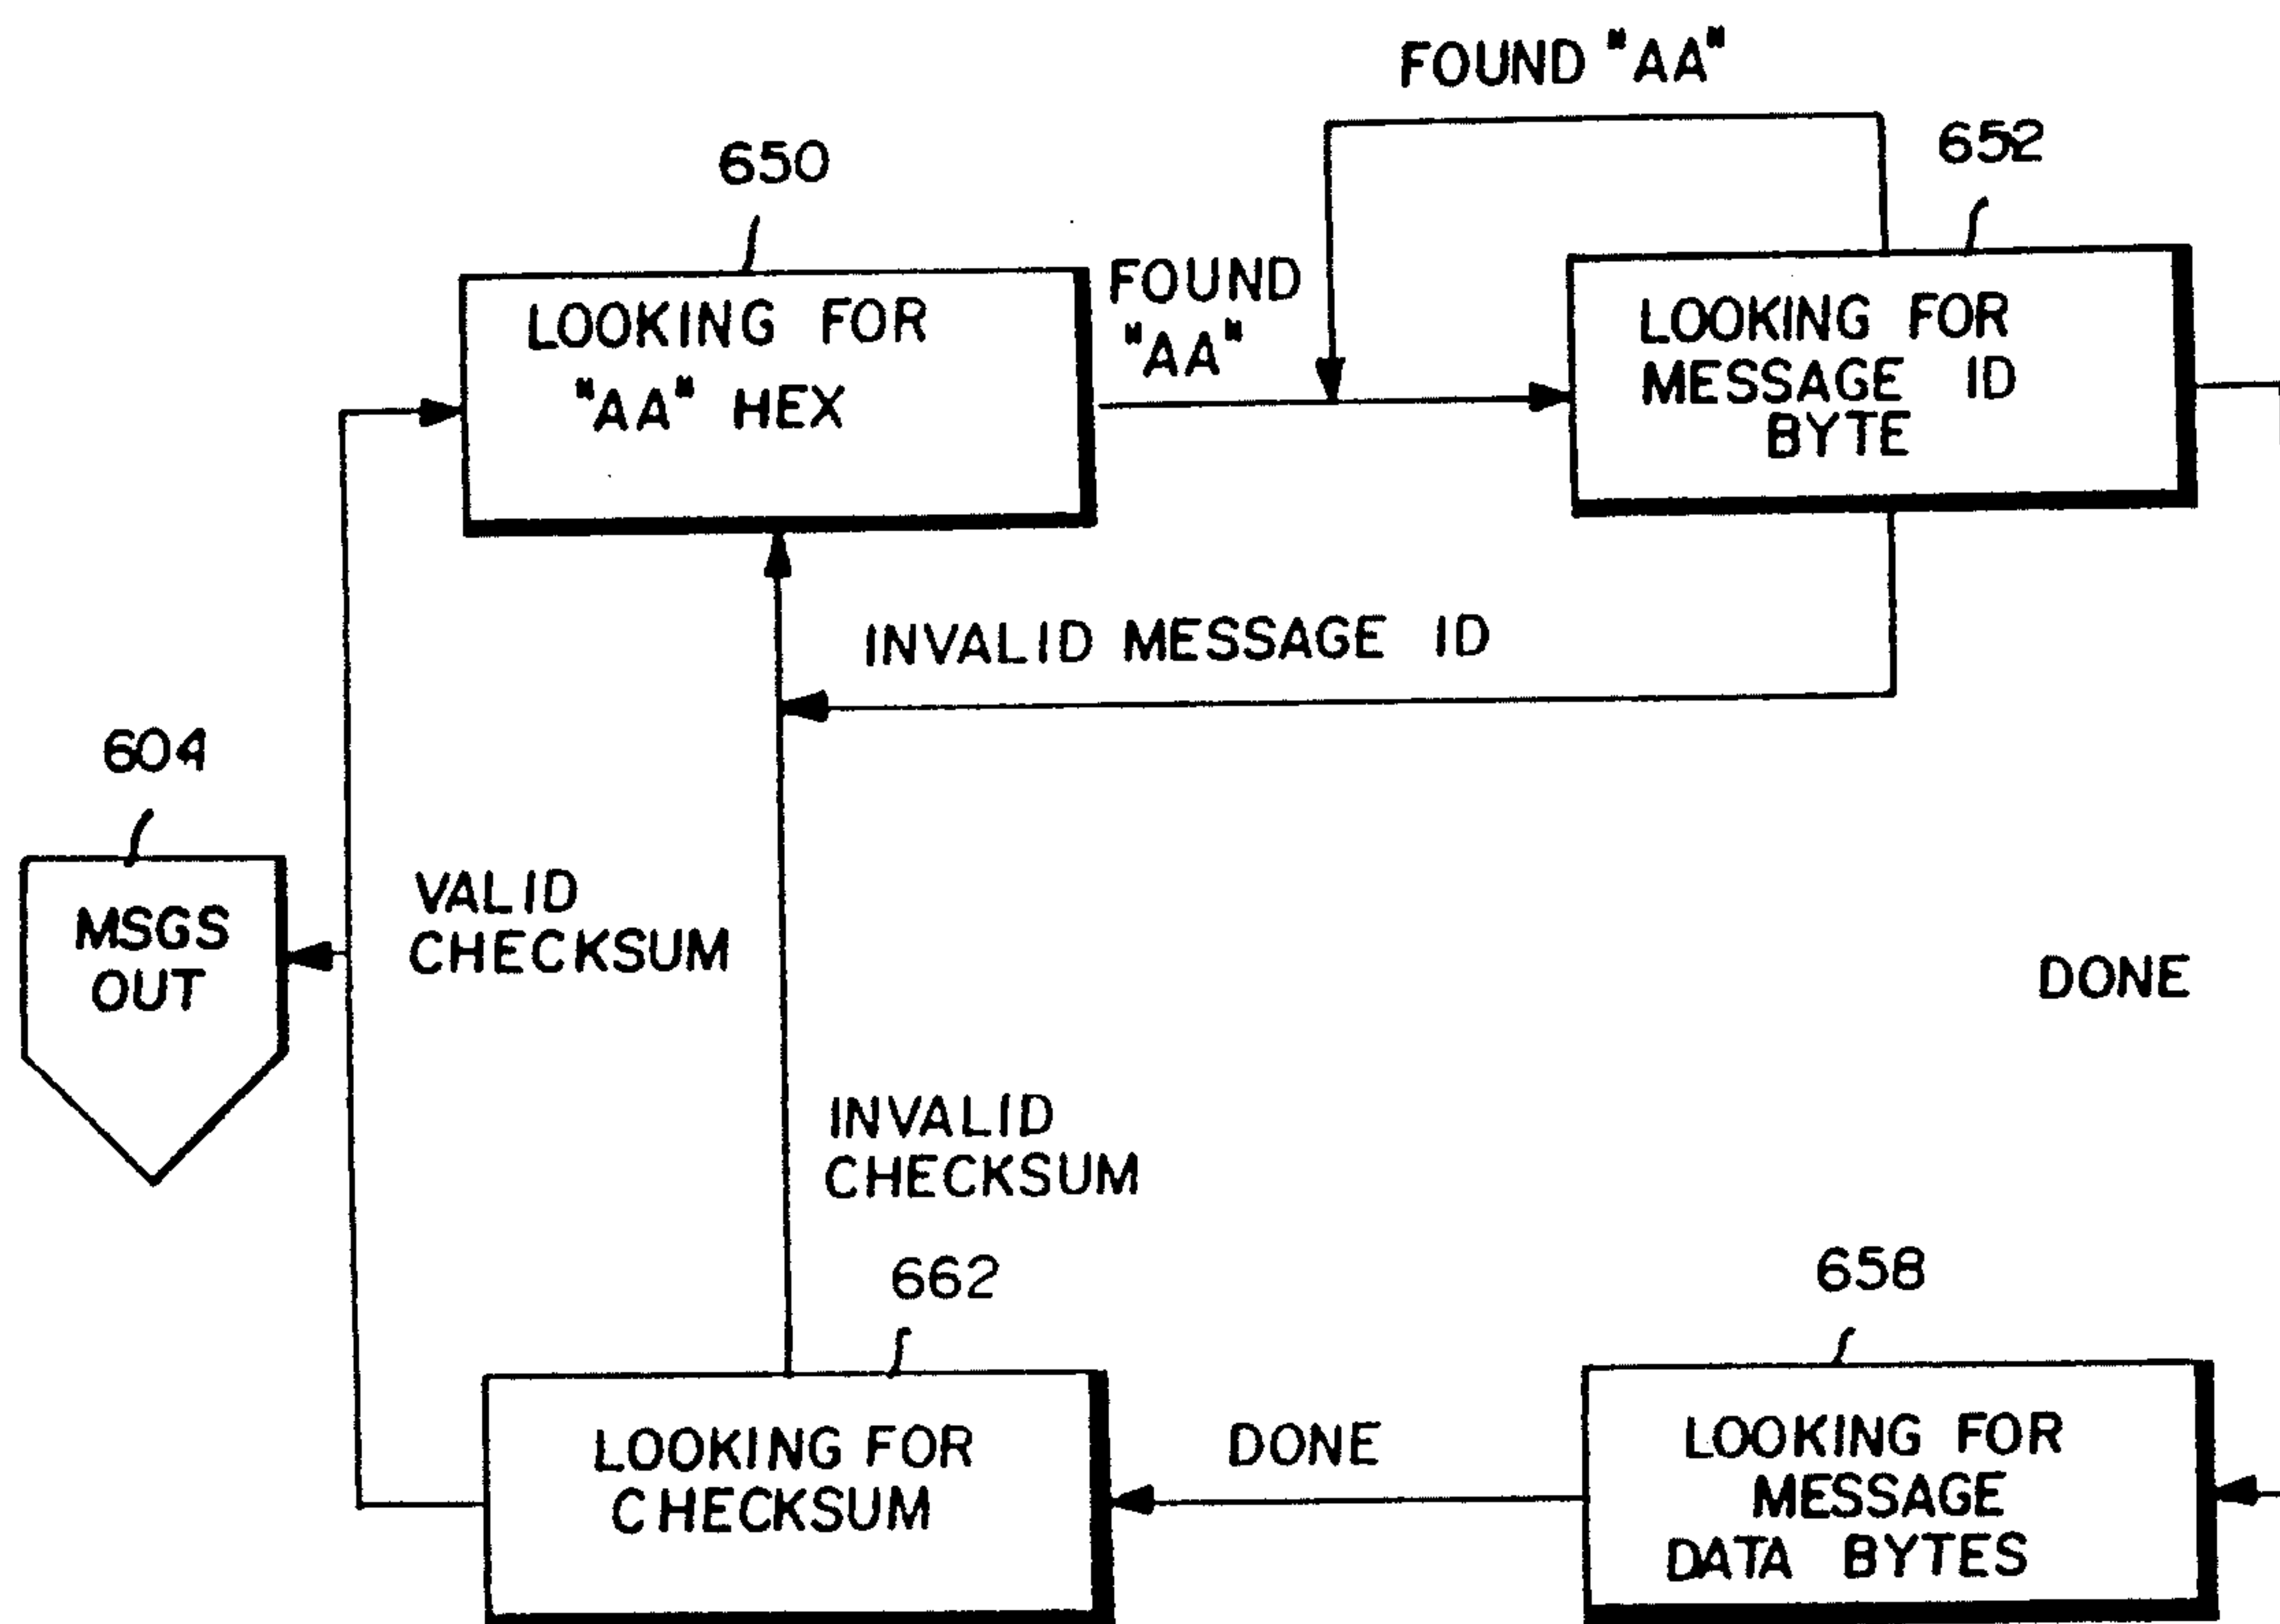 FOUND "AA"
650
652
LOOKING FOR
"AA" HEX
FOUND
"AA"
LOOKING FOR
MESSAGE ID
BYTE
INVALID MESSAGE ID
604
MSGS
OUT
VALID
CHECKSUM
DONE
INVALID
CHECKSUM
662
658
LOOKING FOR
CHECKSUM
DONE
LOOKING FOR
MESSAGE
DATA BYTES